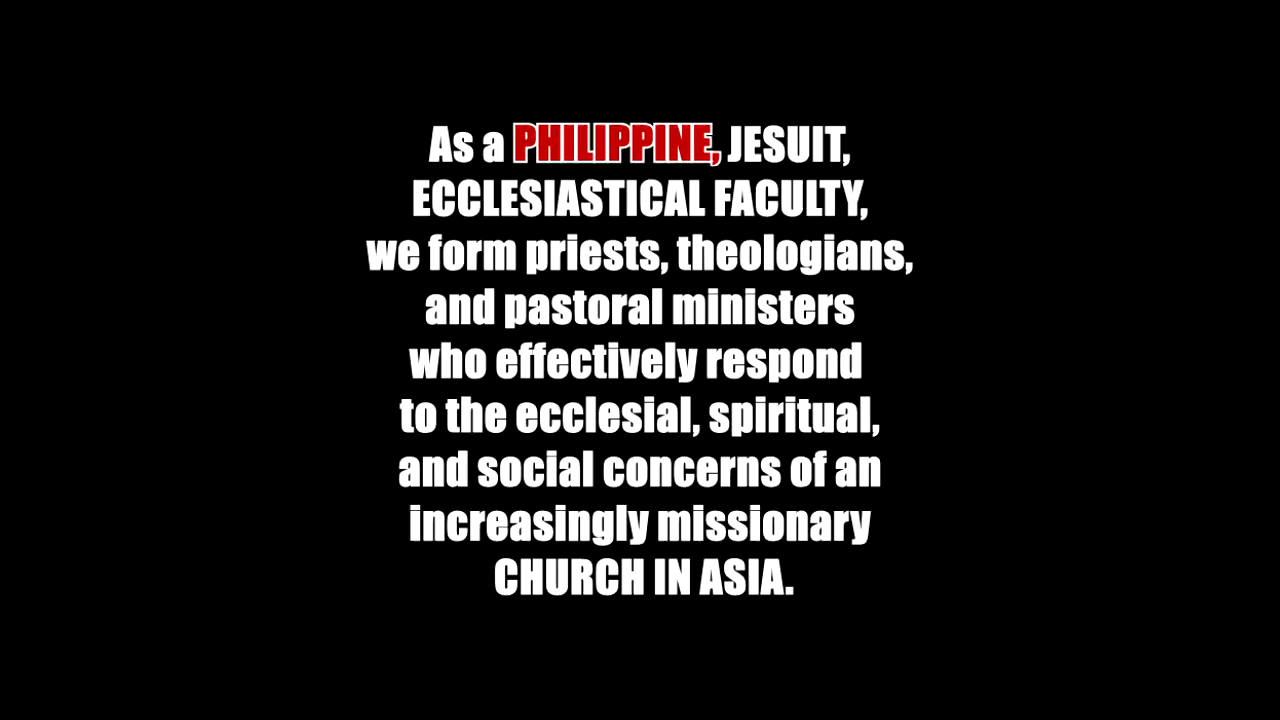 As a PHILIPPINE, JESUIT,
ECCLESIASTICAL FACULTY,
we form priests, theologians,
and pastoral ministers
who effectively respond
to the ecclesial, spiritual,
and social concerns of an
increasingly missionary
CHURCH IN ASIA.